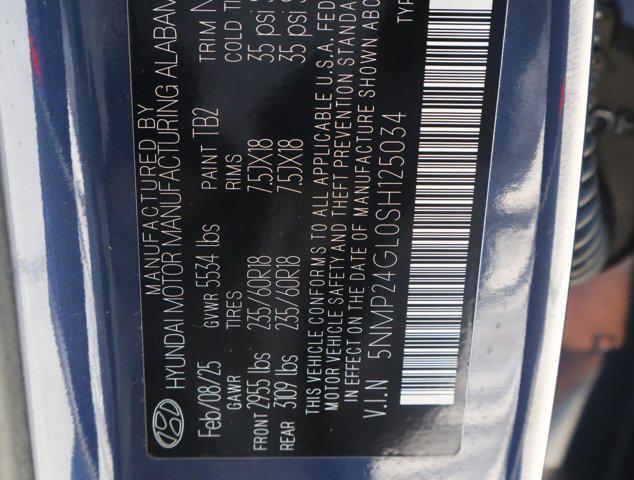 MANUFACTURED BY
HYUNDAI MOTOR MANUFACTURING ALABAM
Feb/08/25 GVWR 5534 lbs PAINT TB2 TRIM N
GAWR TIRES RIMS COLD TI
FRONT 2955 lbs 235/60R18 7.5JX18 35 psi
REAR 3109 lbs 235/60R18 7.5JX18 35 psi
THIS VEHICLE CONFORMS TO ALL APPLICABLE U.S.A. FED
MOTOR VEHICLE SAFETY AND THEFT PREVENTION STANDA
IN EFFECT ON THE DATE OF MANUFACTURE SHOWN ABO
V.I.N 5NMP24GL0SH125034 TYP